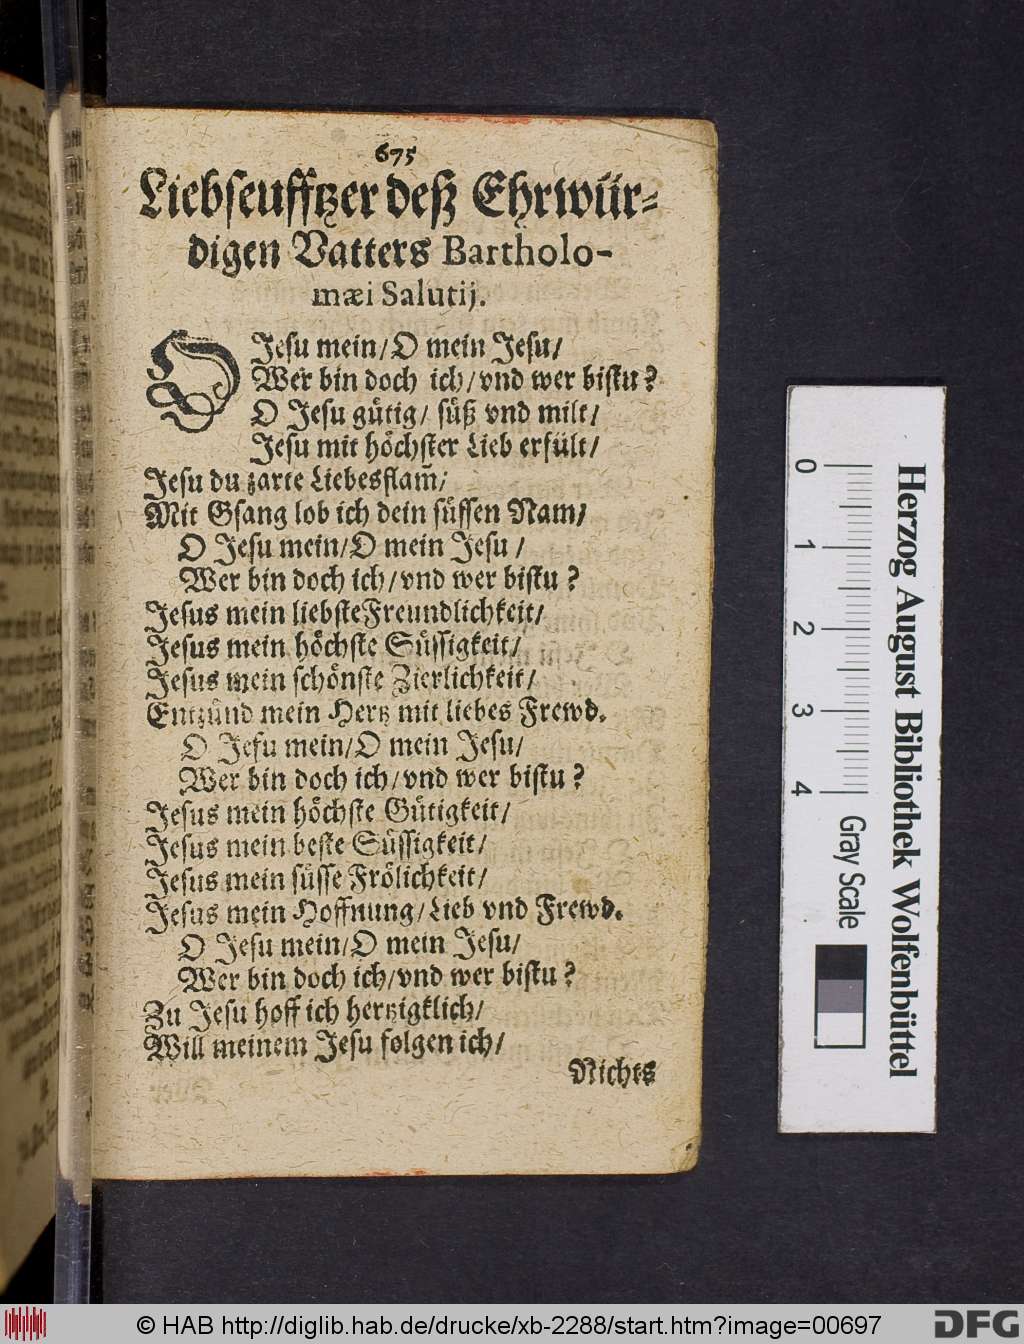 675
Liebseufftzer deß Ehrwür-
digen Vatters Bartholo-
mæi Salutij.
O Jesu mein/ O mein Jesu/
Wer bin doch ich/ vnd wer bistu?
O Jesu gütig/ süß vnd milt/
Jesu mit höchster Lieb erfült/
Jesu du zarte Liebesflam̃/
Mit Gsang lob ich dein süssen Nam/
O Jesu mein/ O mein Jesu/
Wer bin doch ich/ vnd wer bistu?
Jesus mein liebste Freundlichkeit/
Jesus mein höchste Süssigkeit/
Jesus mein schönste Zierlichkeit/
Entzünd mein Hertz mit liebes Frewd.
O Jesu mein/ O mein Jesu/
Wer bin doch ich/ vnd wer bistu?
Jesus mein höchste Gütigkeit/
Jesus mein beste Süssigkeit/
Jesus mein süsse Frölichkeit/
Jesus mein Hoffnung/ Lieb vnd Frewd.
O Jesu mein/ O mein Jesu/
Wer bin doch ich/ vnd wer bistu?
Zu Jesu hoff ich hertzigklich/
Will meinem Jesu folgen ich/
Nichts
0 1 2 3 4
Gray Scale
Herzog August Bibliothek Wolfenbüttel
© HAB http://diglib.hab.de/drucke/xb-2288/start.htm?image=00697
DFG